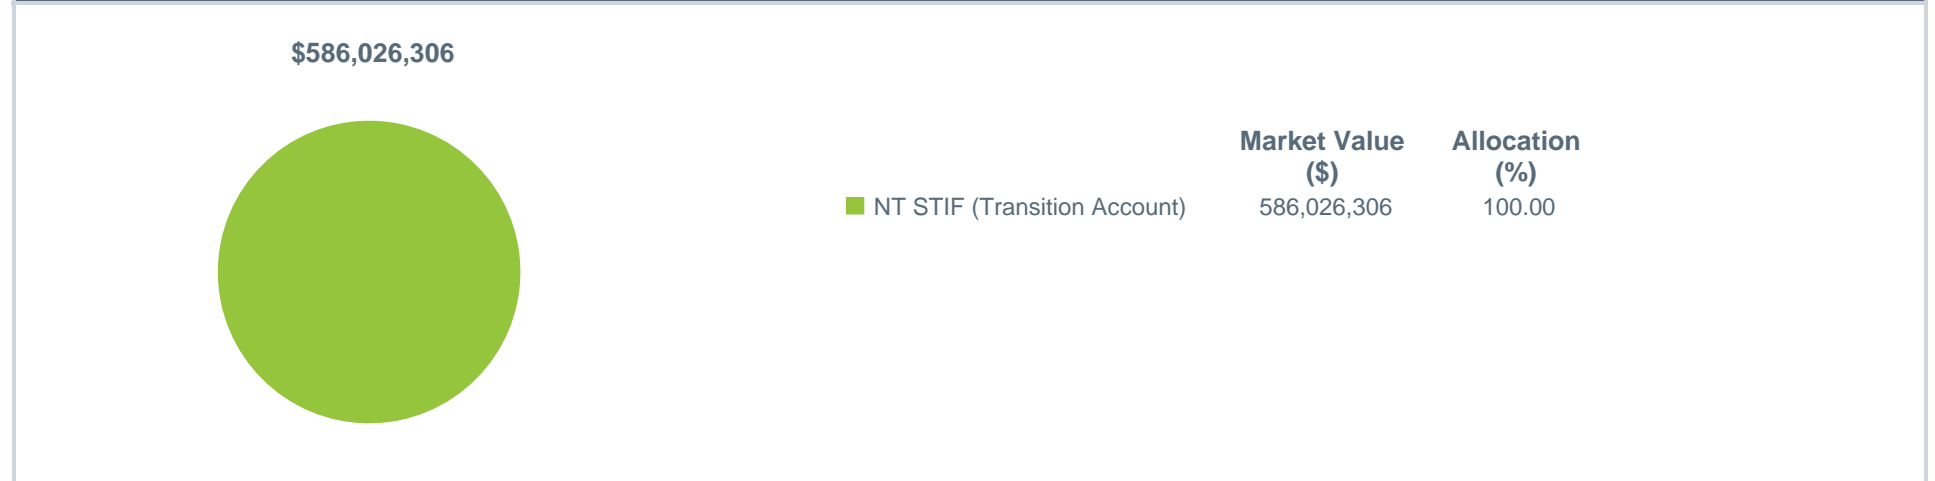 $586,026,306
Market Value Allocation
($) (%)
NT STIF (Transition Account) 586,026,306 100.00